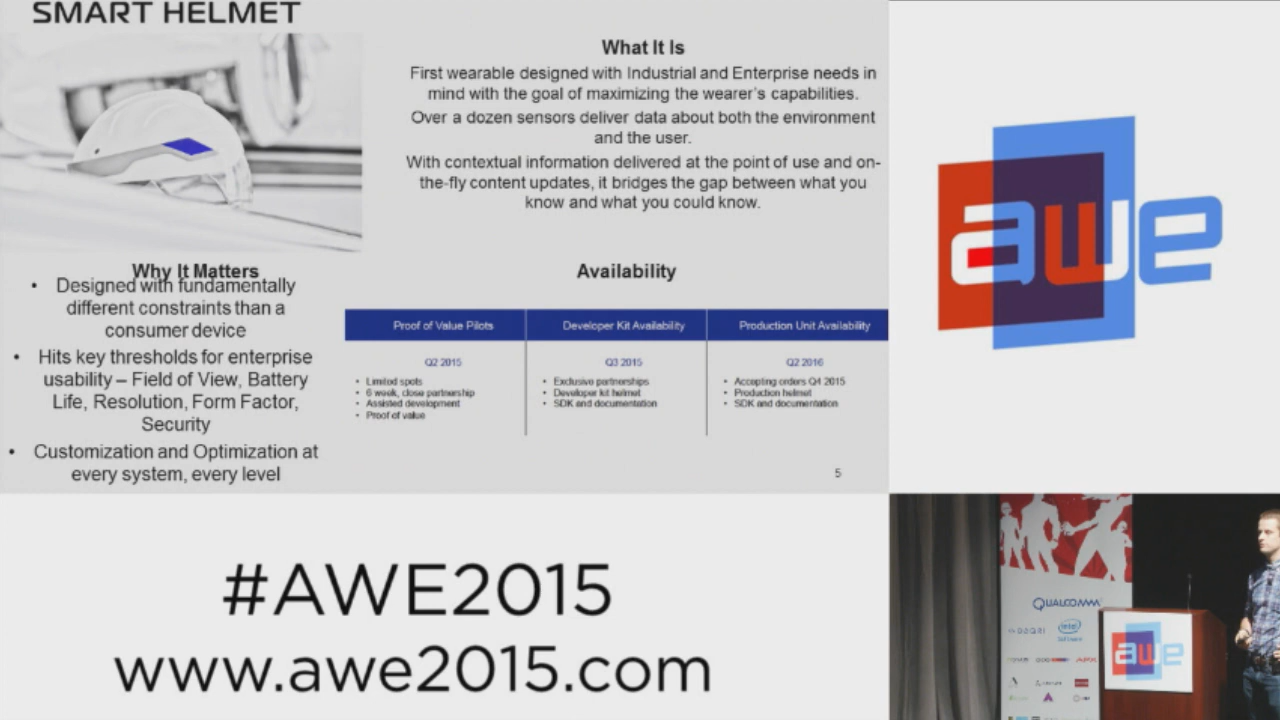 SMART HELMET
What It Is
First wearable designed with Industrial and Enterprise needs in
mind with the goal of maximizing the wearer's capabilities.
Over a dozen sensors deliver data about both the environment
and the user.
With contextual information delivered at the point of use and on-
the-fly content updates, it bridges the gap between what you
know and what you could know.
Why It Matters
• Designed with fundamentally
different constraints than a
consumer device
• Hits key thresholds for enterprise
usability – Field of View, Battery
Life, Resolution, Form Factor,
Security
• Customization and Optimization at
every system, every level
Availability
Proof of Value Pilots
Q2 2015
• Limited spots
• 6 week, close partnership
• Assisted development
• Proof of value
Developer Kit Availability
Q3 2015
• Exclusive partnerships
• Developer kit helmet
• SDK and documentation
Production Unit Availability
Q2 2016
• Accepting orders Q4 2015
• Production helmet
• SDK and documentation
5
awe
#AWE2015
www.awe2015.com
QUALCOMM
DAQRI
intel
Software
awe